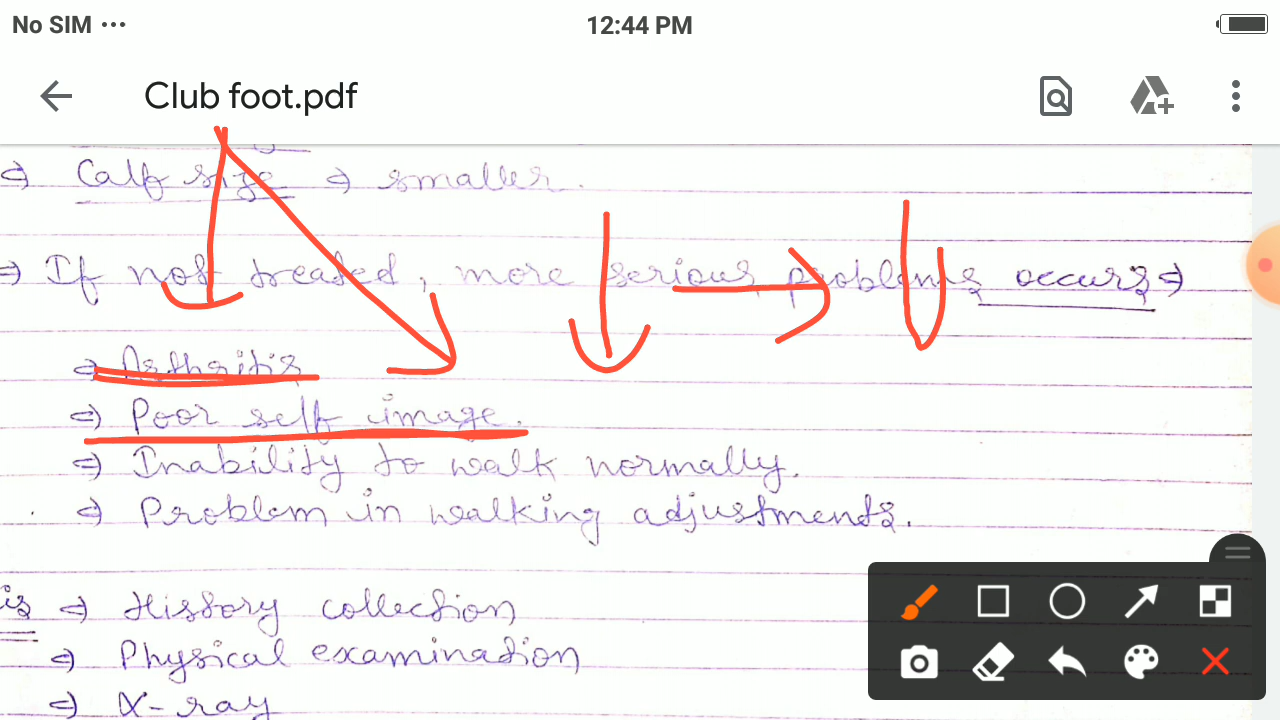 No SIM ...
12:44 PM
Club foot.pdf
⇒ Calf size ⇒ smaller.
⇒ If not treated, more serious problems occurs ⇒
⇒ Arthritis
⇒ Poor self image.
⇒ Inability to walk normally.
⇒ Problem in walking adjustments.
is ⇒ History collection
⇒ Physical examination
⇒ X-ray